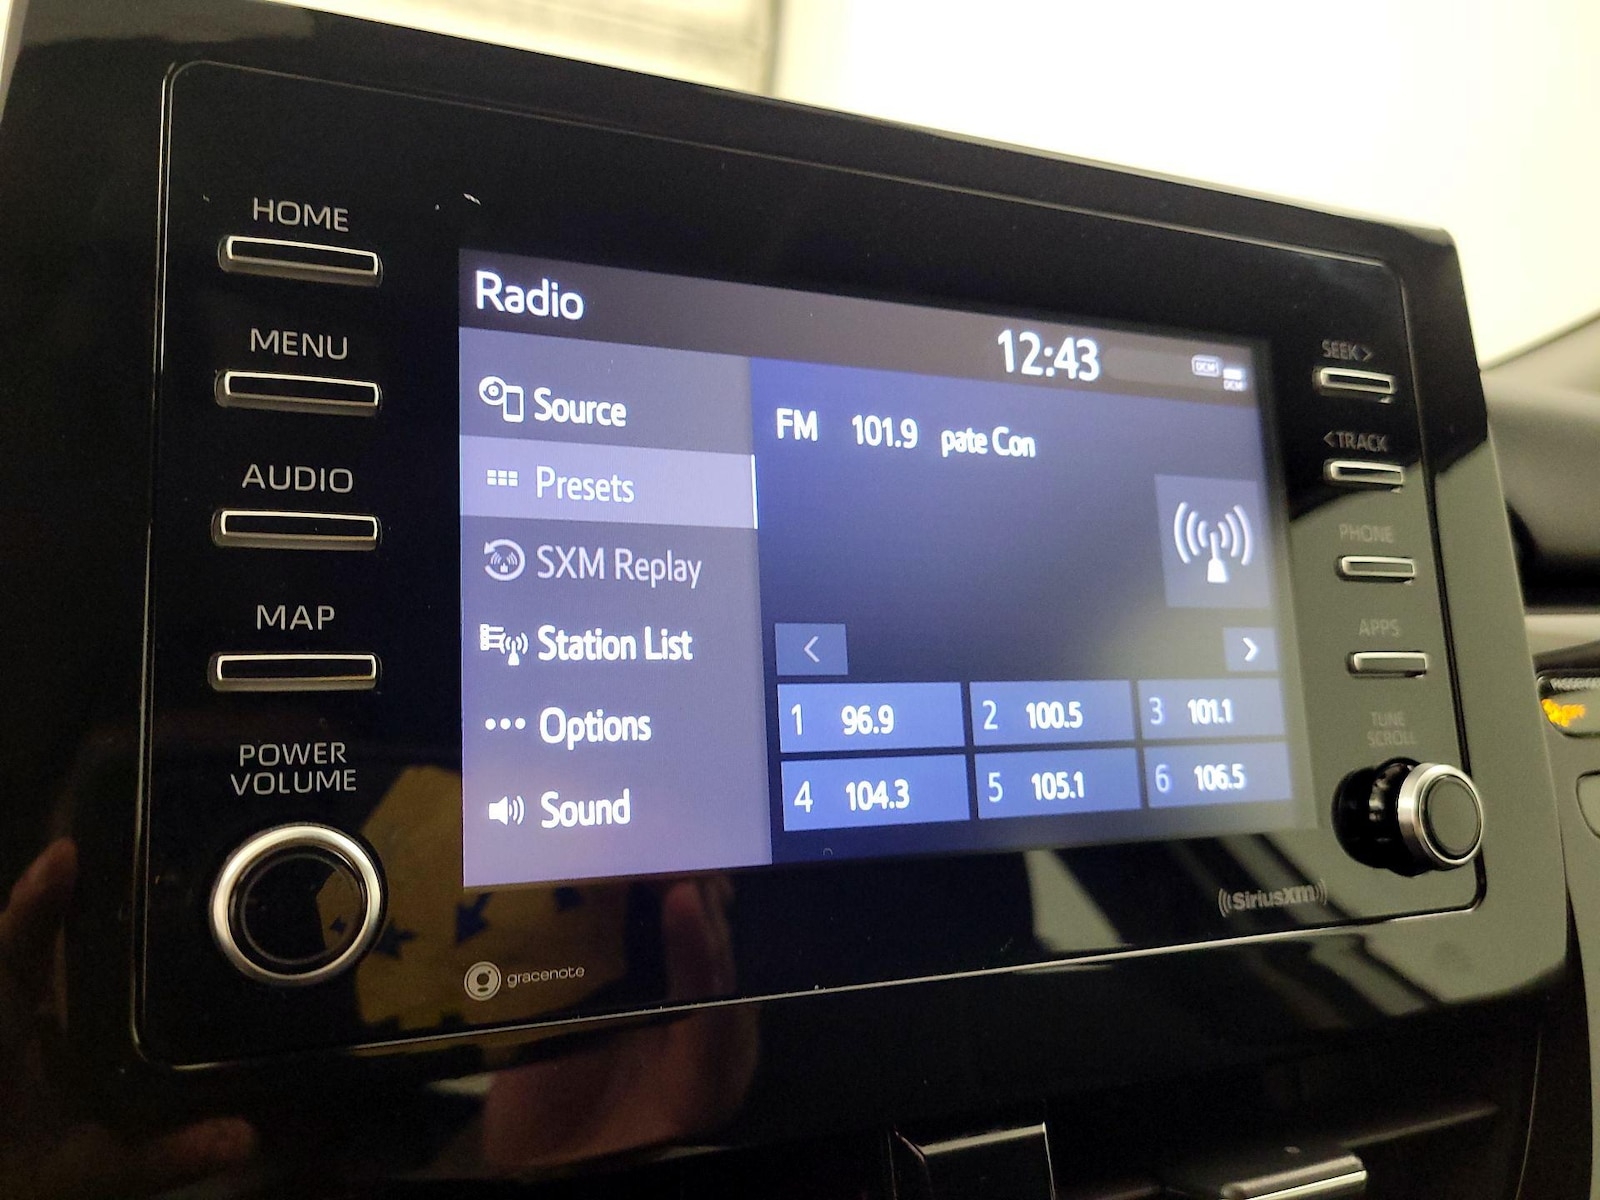 HOME
MENU
AUDIO
MAP
POWER
VOLUME
Radio
12:43
DCM
DCM
Source
Presets
SXM Replay
Station List
Options
Sound
FM 101.9 pate Con
<
>
1 96.9
2 100.5
3 101.1
4 104.3
5 105.1
6 106.5
SEEK >
< TRACK
PHONE
APPS
TUNE
SCROLL
SiriusXM
gracenote